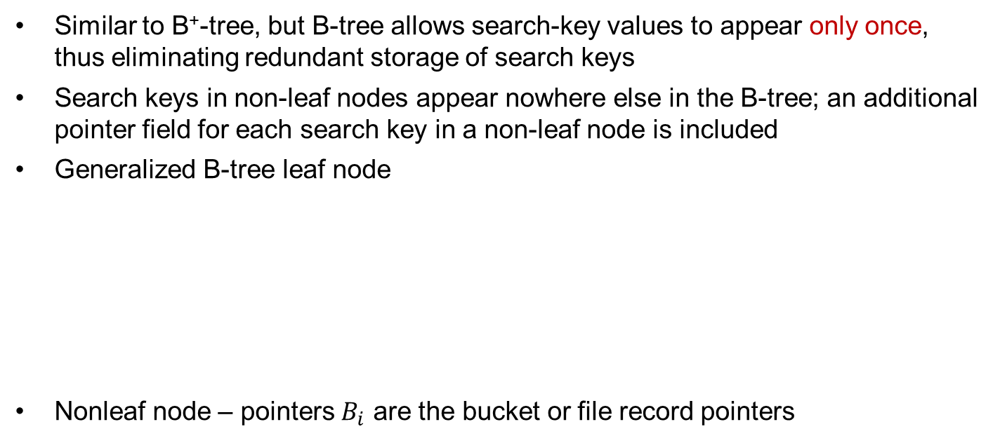 • Similar to B⁺-tree, but B-tree allows search-key values to appear only once,
thus eliminating redundant storage of search keys
• Search keys in non-leaf nodes appear nowhere else in the B-tree; an additional
pointer field for each search key in a non-leaf node is included
• Generalized B-tree leaf node
• Nonleaf node – pointers Bᵢ are the bucket or file record pointers